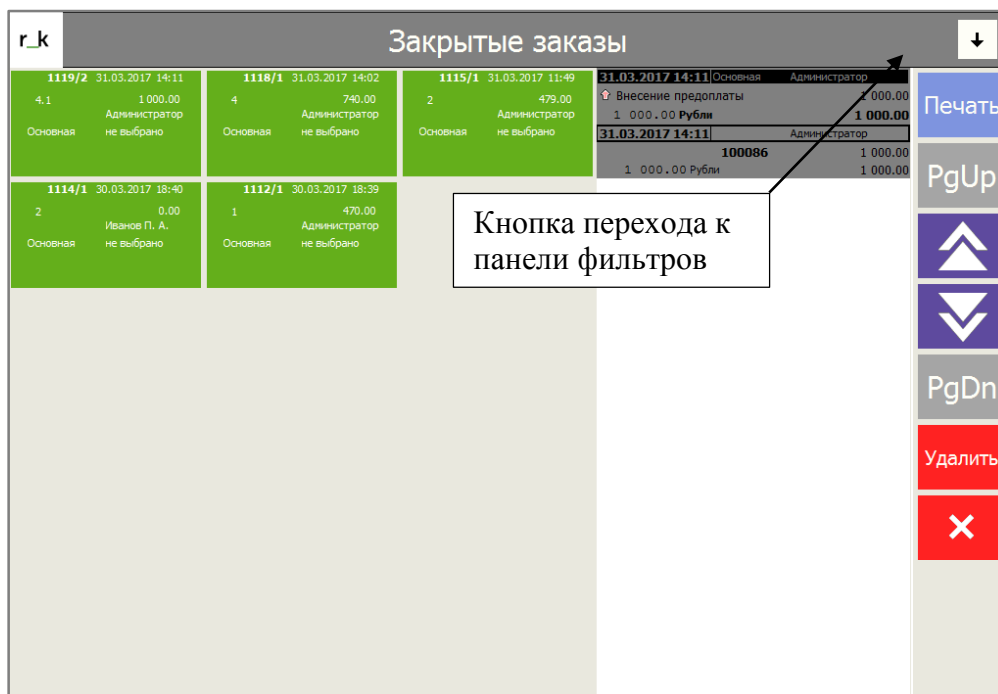 r_k
Закрытые заказы
1119/2 31.03.2017 14:11
4.1 1 000.00
Администратор
Основная не выбрано
1118/1 31.03.2017 14:02
4 740.00
Администратор
Основная не выбрано
1115/1 31.03.2017 11:49
2 479.00
Администратор
Основная не выбрано
1114/1 30.03.2017 18:40
2 0.00
Иванов П. А.
Основная не выбрано
1112/1 30.03.2017 18:39
1 470.00
Администратор
Основная не выбрано
31.03.2017 14:11 Основная Администратор
Внесение предоплаты 1 000.00
1 000.00 Рубли 1 000.00
31.03.2017 14:11 Администратор
100086 1 000.00
1 000.00 Рубли 1 000.00
Кнопка перехода к
панели фильтров
Печать
PgUp
PgDn
Удалить